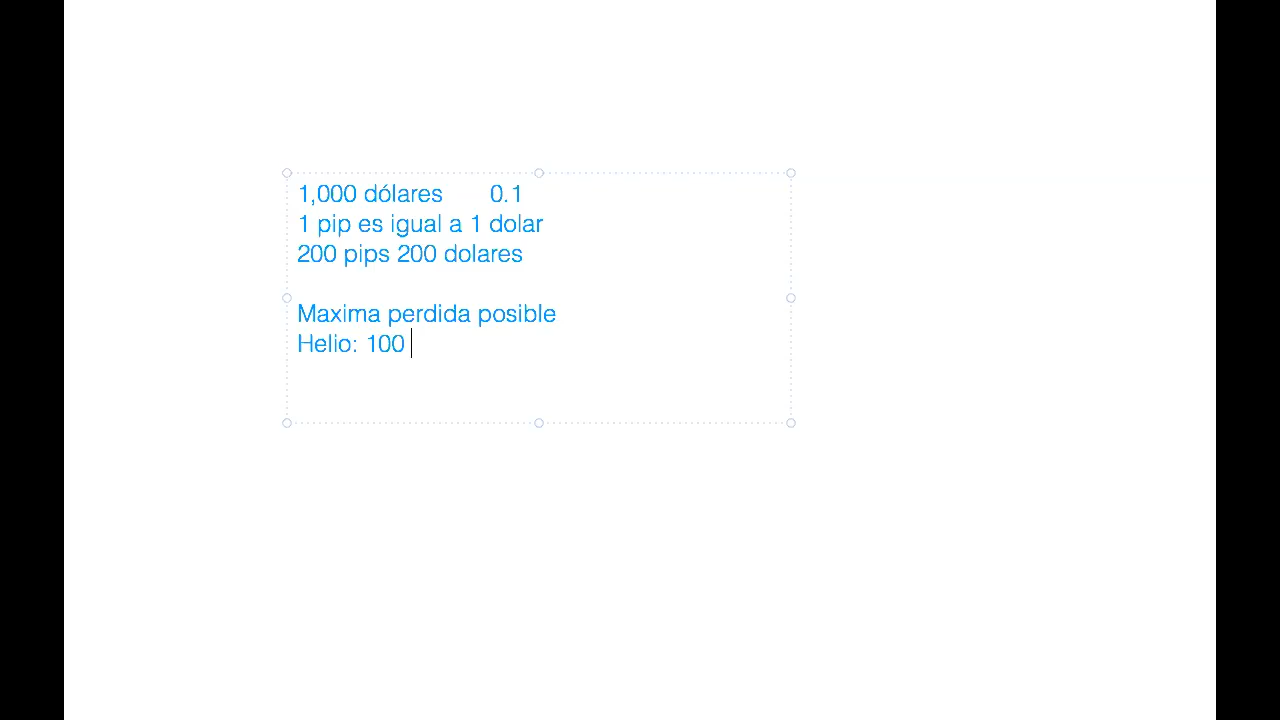 1,000 dólares 0.1
1 pip es igual a 1 dolar
200 pips 200 dolares
Maxima perdida posible
Helio: 100